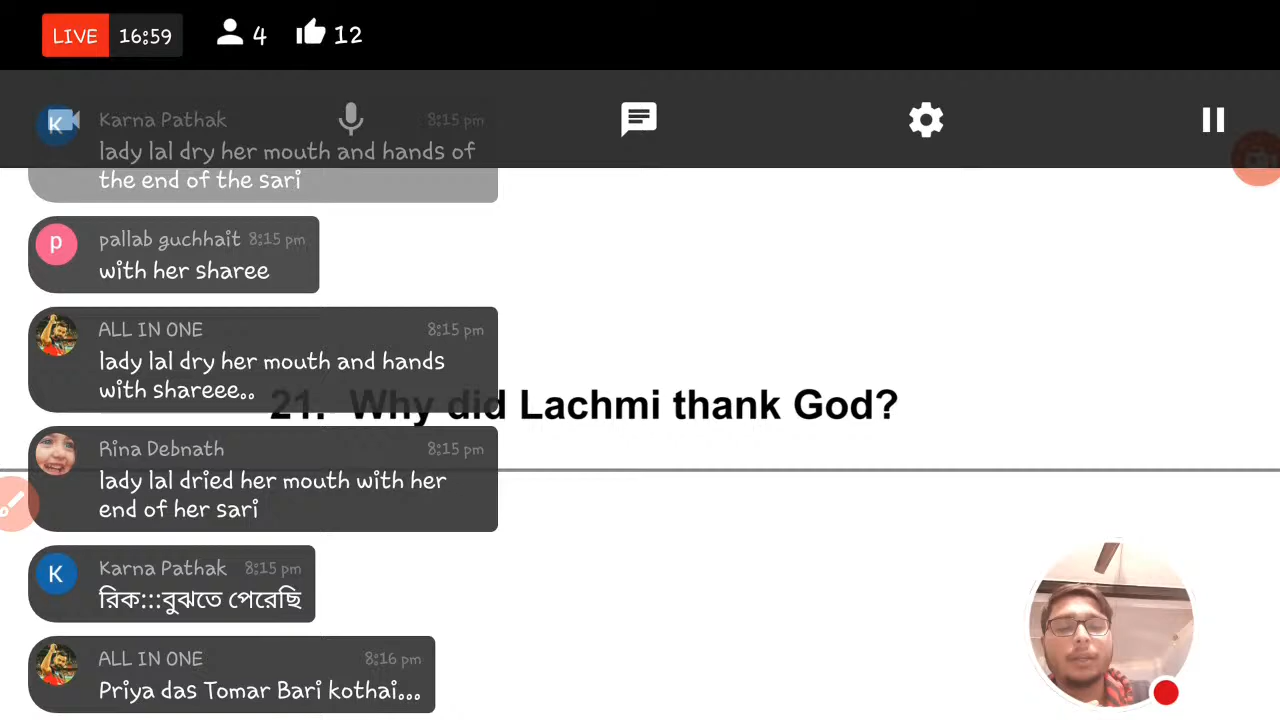 LIVE 16:59 4 12
Karna Pathak 8:15 pm
lady lal dry her mouth and hands of
the end of the sari
P pallab guchhait 8:15 pm
with her sharee
ALL IN ONE 8:15 pm
lady lal dry her mouth and hands
with shareee..
21. Why did Lachmi thank God?
Rina Debnath 8:15 pm
lady lal dried her mouth with her
end of her sari
K Karna Pathak 8:15 pm
রিক:::বুঝতে পেরেছি
ALL IN ONE 8:16 pm
Priya das Tomar Bari kothai...